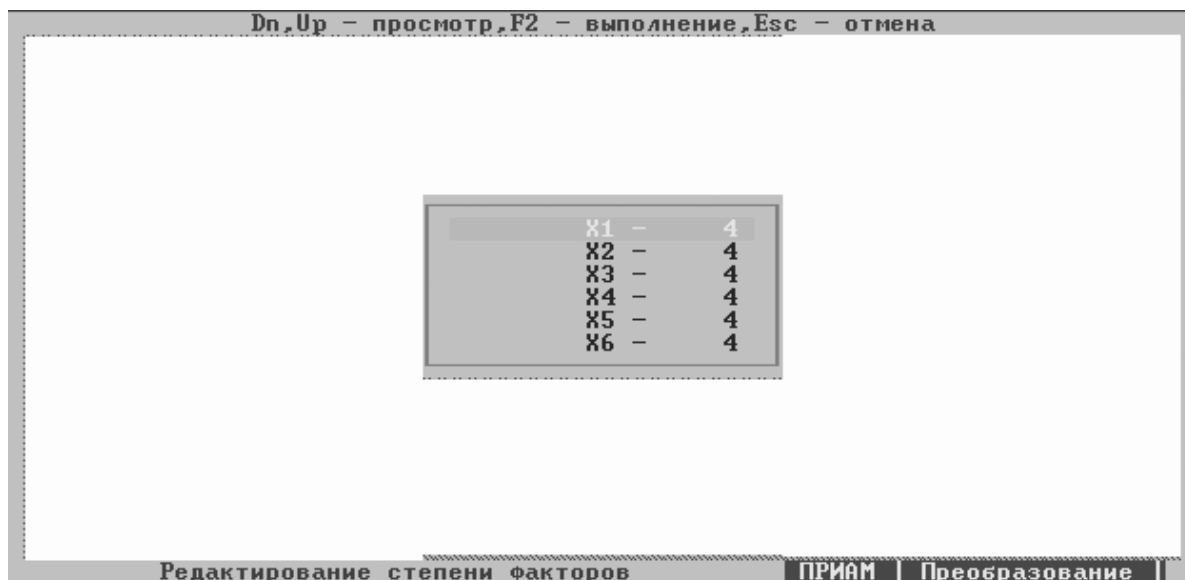 Dn,Up – просмотр,F2 – выполнение,Esc – отмена
X1 – 4
X2 – 4
X3 – 4
X4 – 4
X5 – 4
X6 – 4
Редактирование степени факторов ПРИАМ | Преобразование |